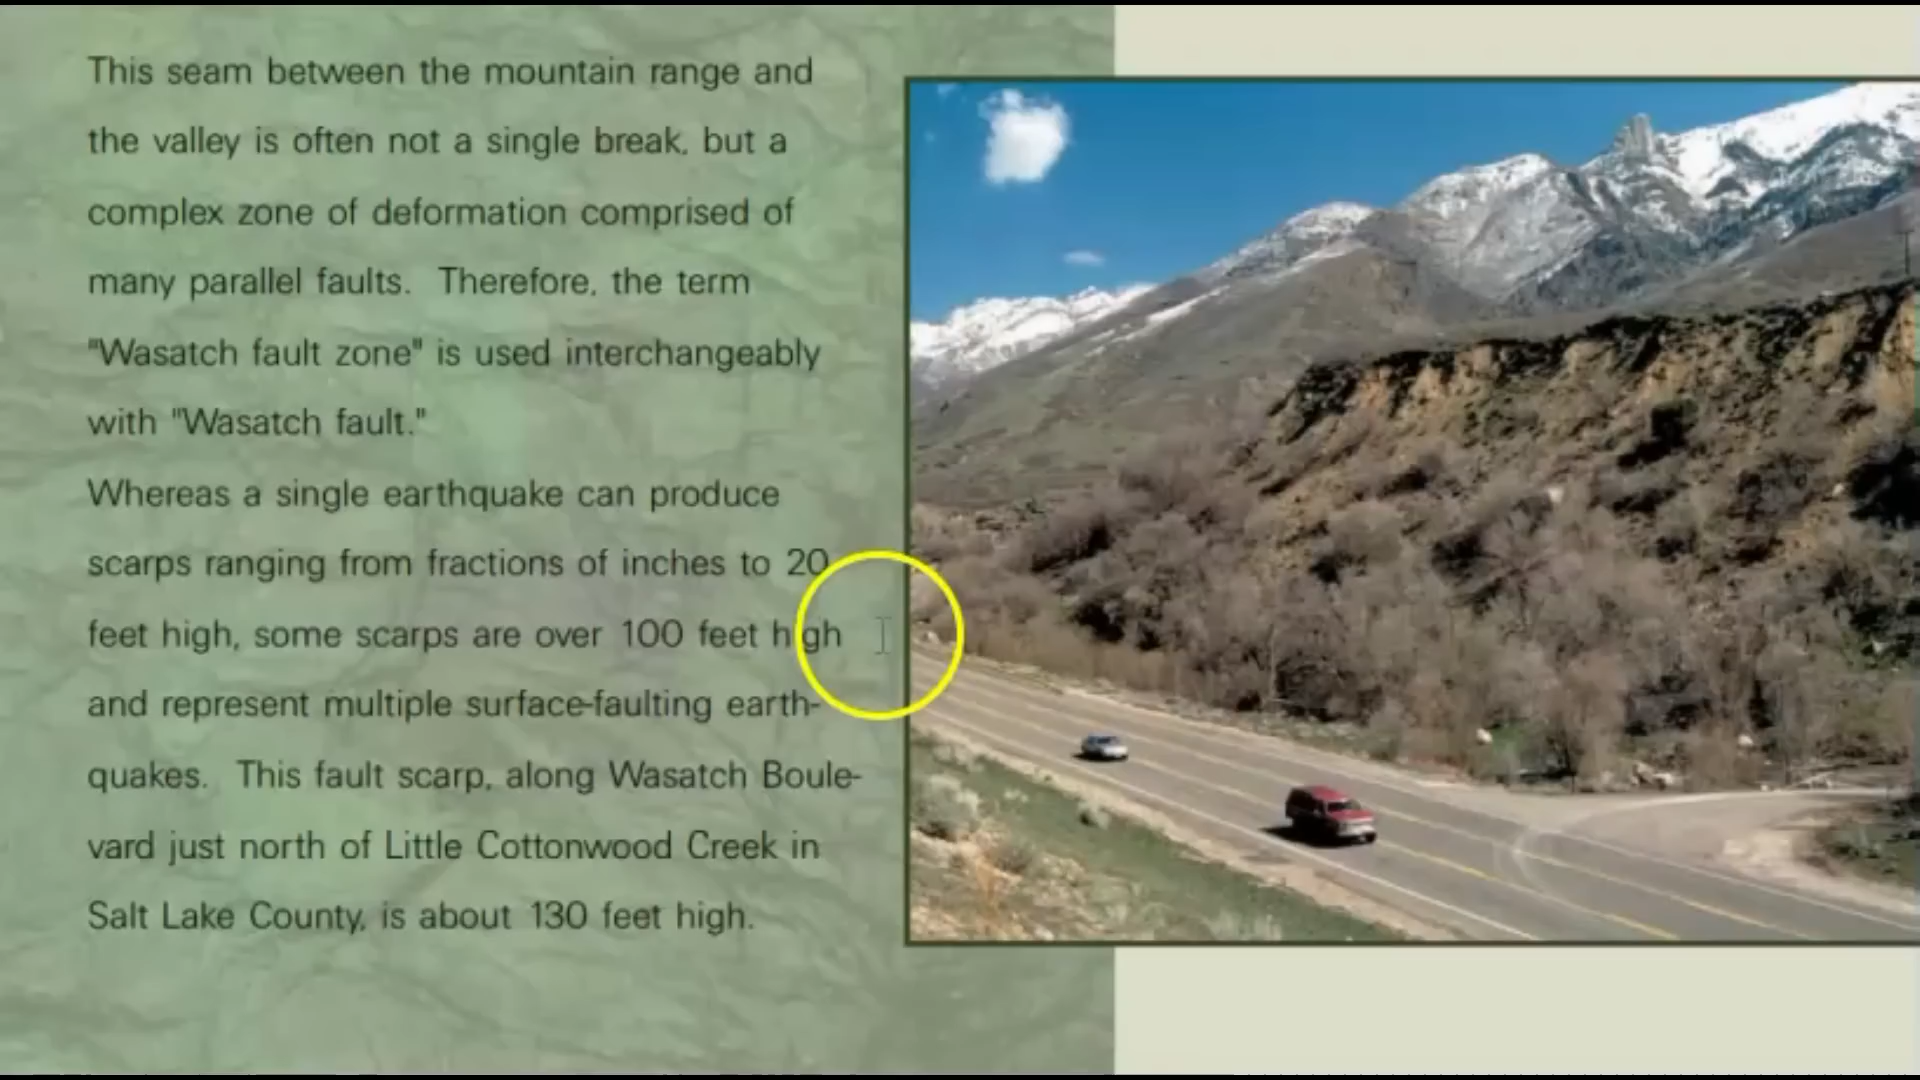 This seam between the mountain range and
the valley is often not a single break, but a
complex zone of deformation comprised of
many parallel faults.  Therefore, the term
"Wasatch fault zone" is used interchangeably
with "Wasatch fault."
Whereas a single earthquake can produce
scarps ranging from fractions of inches to 20
feet high, some scarps are over 100 feet high
and represent multiple surface-faulting earth-
quakes.  This fault scarp, along Wasatch Boule-
vard just north of Little Cottonwood Creek in
Salt Lake County, is about 130 feet high.